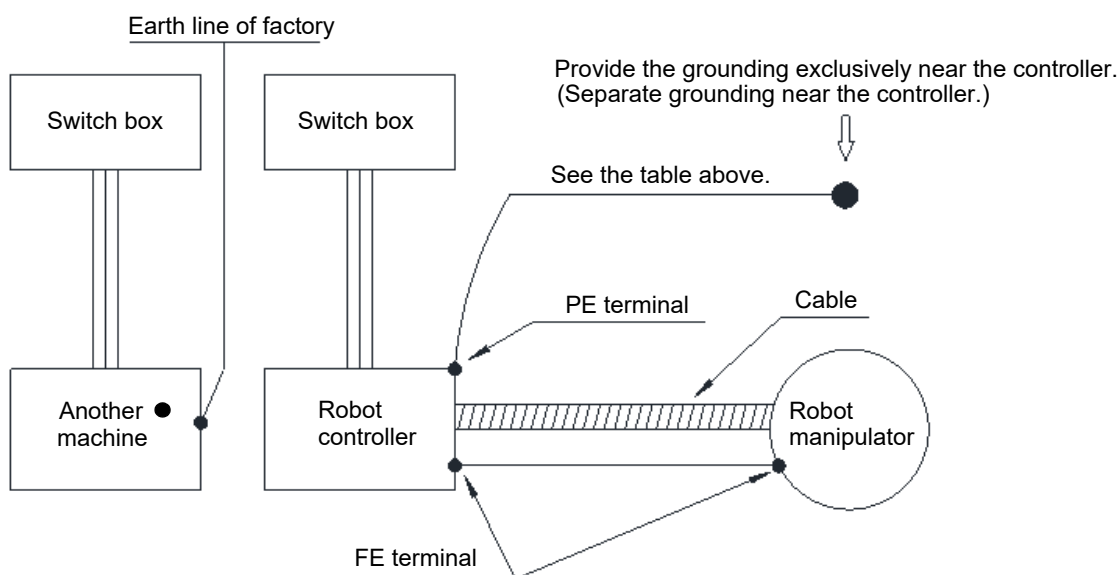 Earth line of factory
Provide the grounding exclusively near the controller.
(Separate grounding near the controller.)
Switch box
Switch box
See the table above.
PE terminal
Cable
Another
machine
Robot
controller
Robot
manipulator
FE terminal